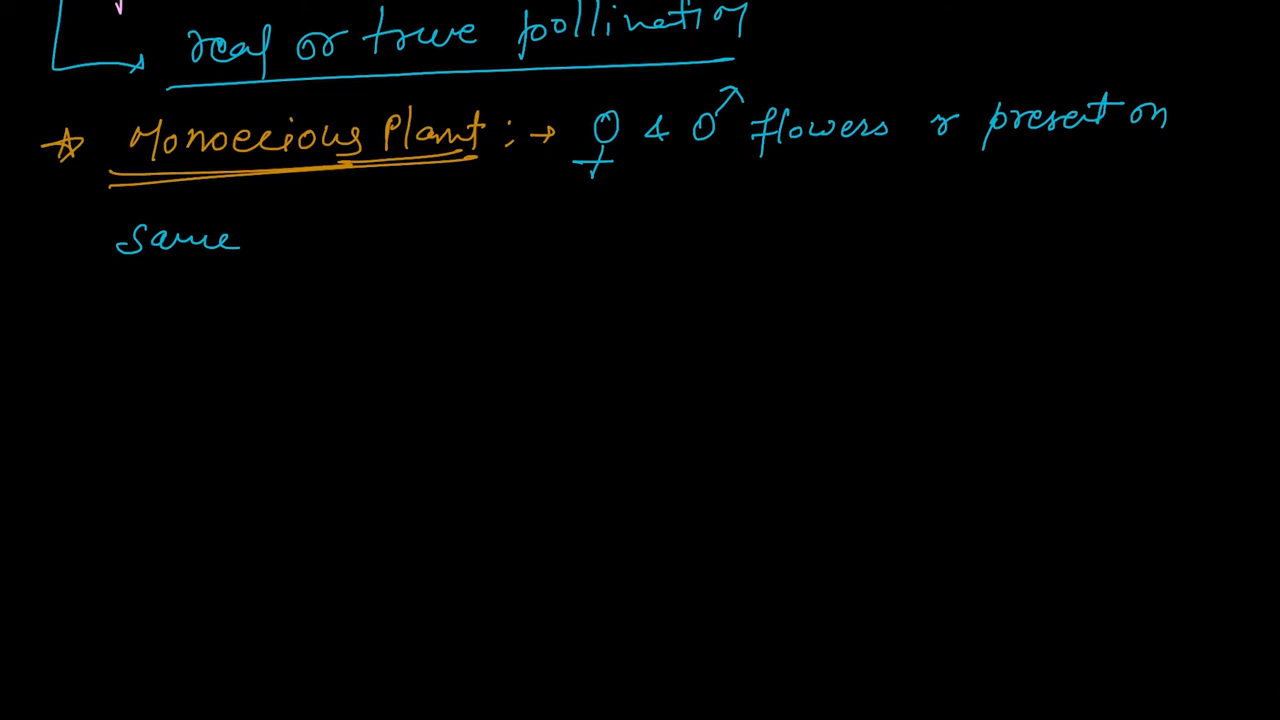 real or true pollination
☆ Monoecious Plant :→ ♀ & ♂ flowers r present on
same